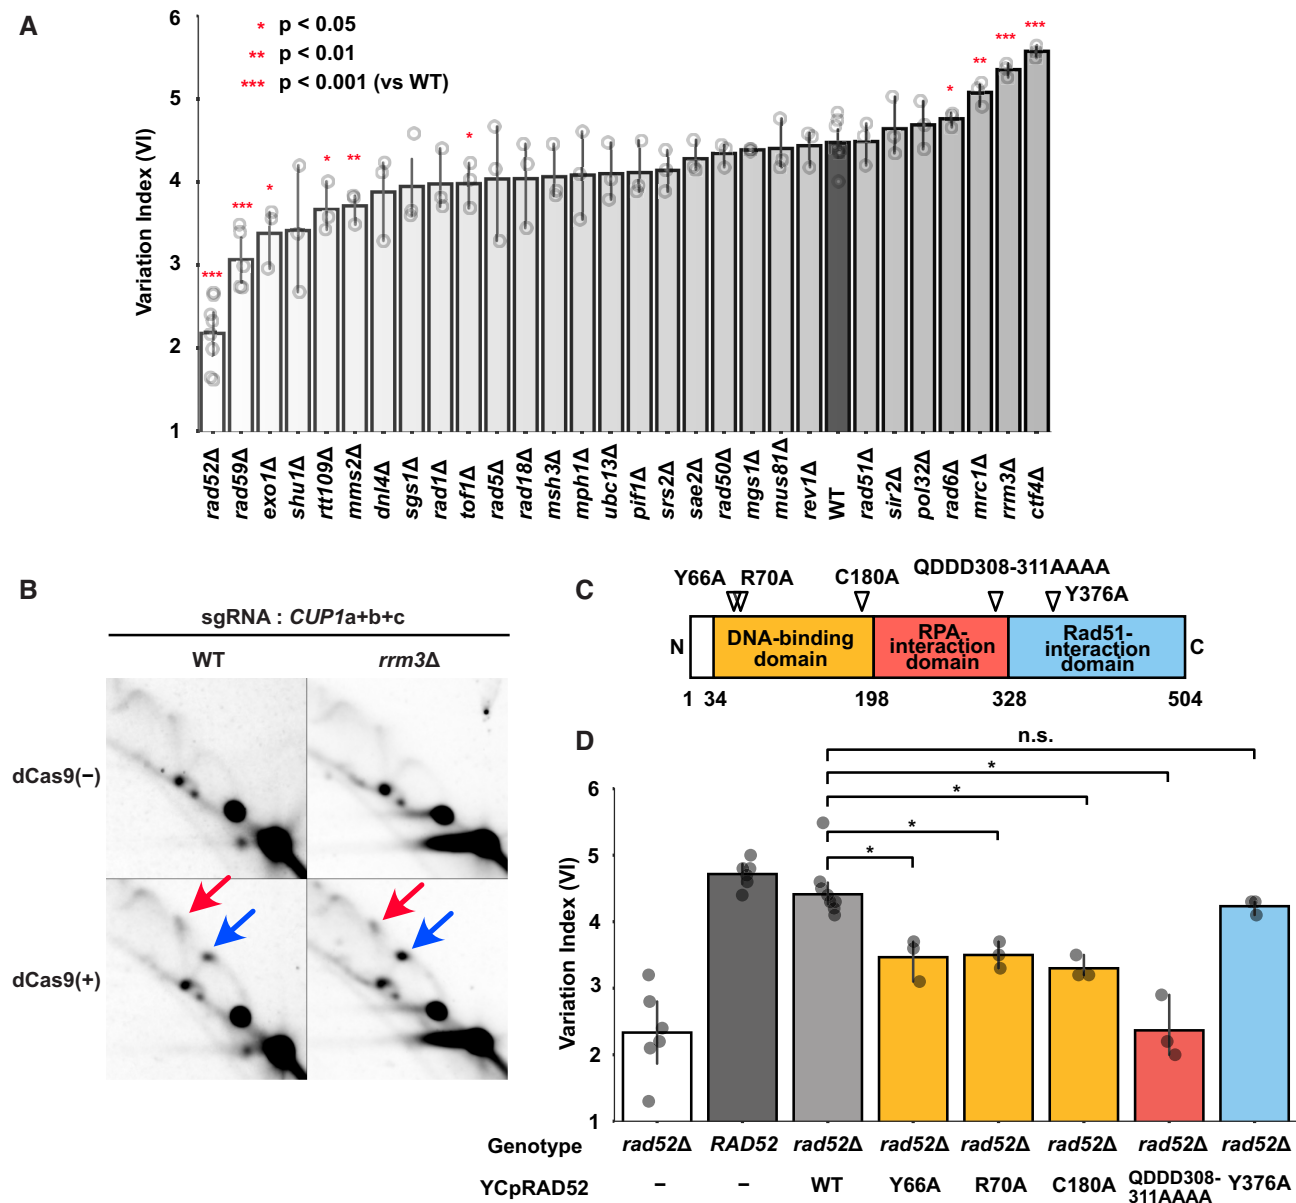 A
* p < 0.05
** p < 0.01
*** p < 0.001 (vs WT)
Variation Index (VI)
6
5
4
3
2
1
***
***
*
*
**
*
*
**
***
***
rad52Δ
rad59Δ
exo1Δ
shu1Δ
rtt109Δ
mms2Δ
dnl4Δ
sgs1Δ
rad1Δ
tof1Δ
rad5Δ
rad18Δ
msh3Δ
mph1Δ
ubc13Δ
pif1Δ
srs2Δ
sae2Δ
rad50Δ
mgs1Δ
mus81Δ
rev1Δ
WT
rad51Δ
sir2Δ
pol32Δ
rad6Δ
mrc1Δ
rrm3Δ
ctf4Δ
B
sgRNA : CUP1a+b+c
WT rrm3Δ
dCas9(−)
dCas9(+)
C
QDDD308-311AAAA
Y66A R70A C180A Y376A
N DNA-binding domain RPA-interaction domain Rad51-interaction domain C
1 34 198 328 504
D
n.s.
*
*
*
*
Variation Index (VI)
6
5
4
3
2
1
Genotype rad52Δ RAD52 rad52Δ rad52Δ rad52Δ rad52Δ rad52Δ rad52Δ
YCpRAD52 − − WT Y66A R70A C180A QDDD308-311AAAA Y376A